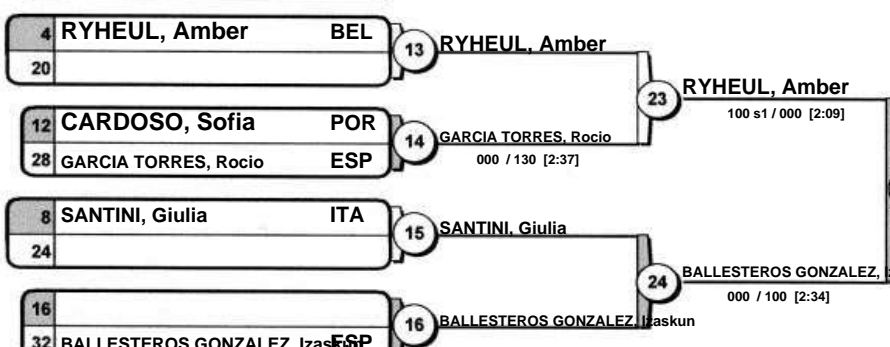 4 RYHEUL, Amber BEL
20
13 RYHEUL, Amber
12 CARDOSO, Sofia POR
28 GARCIA TORRES, Rocio ESP
14 GARCIA TORRES, Rocio
000 / 130 [2:37]
23 RYHEUL, Amber
100 s1 / 000 [2:09]
8 SANTINI, Giulia ITA
24
15 SANTINI, Giulia
16
32 BALLESTEROS GONZALEZ, Izaskun ESP
16 BALLESTEROS GONZALEZ, Izaskun
24 BALLESTEROS GONZALEZ,
000 / 100 [2:34]